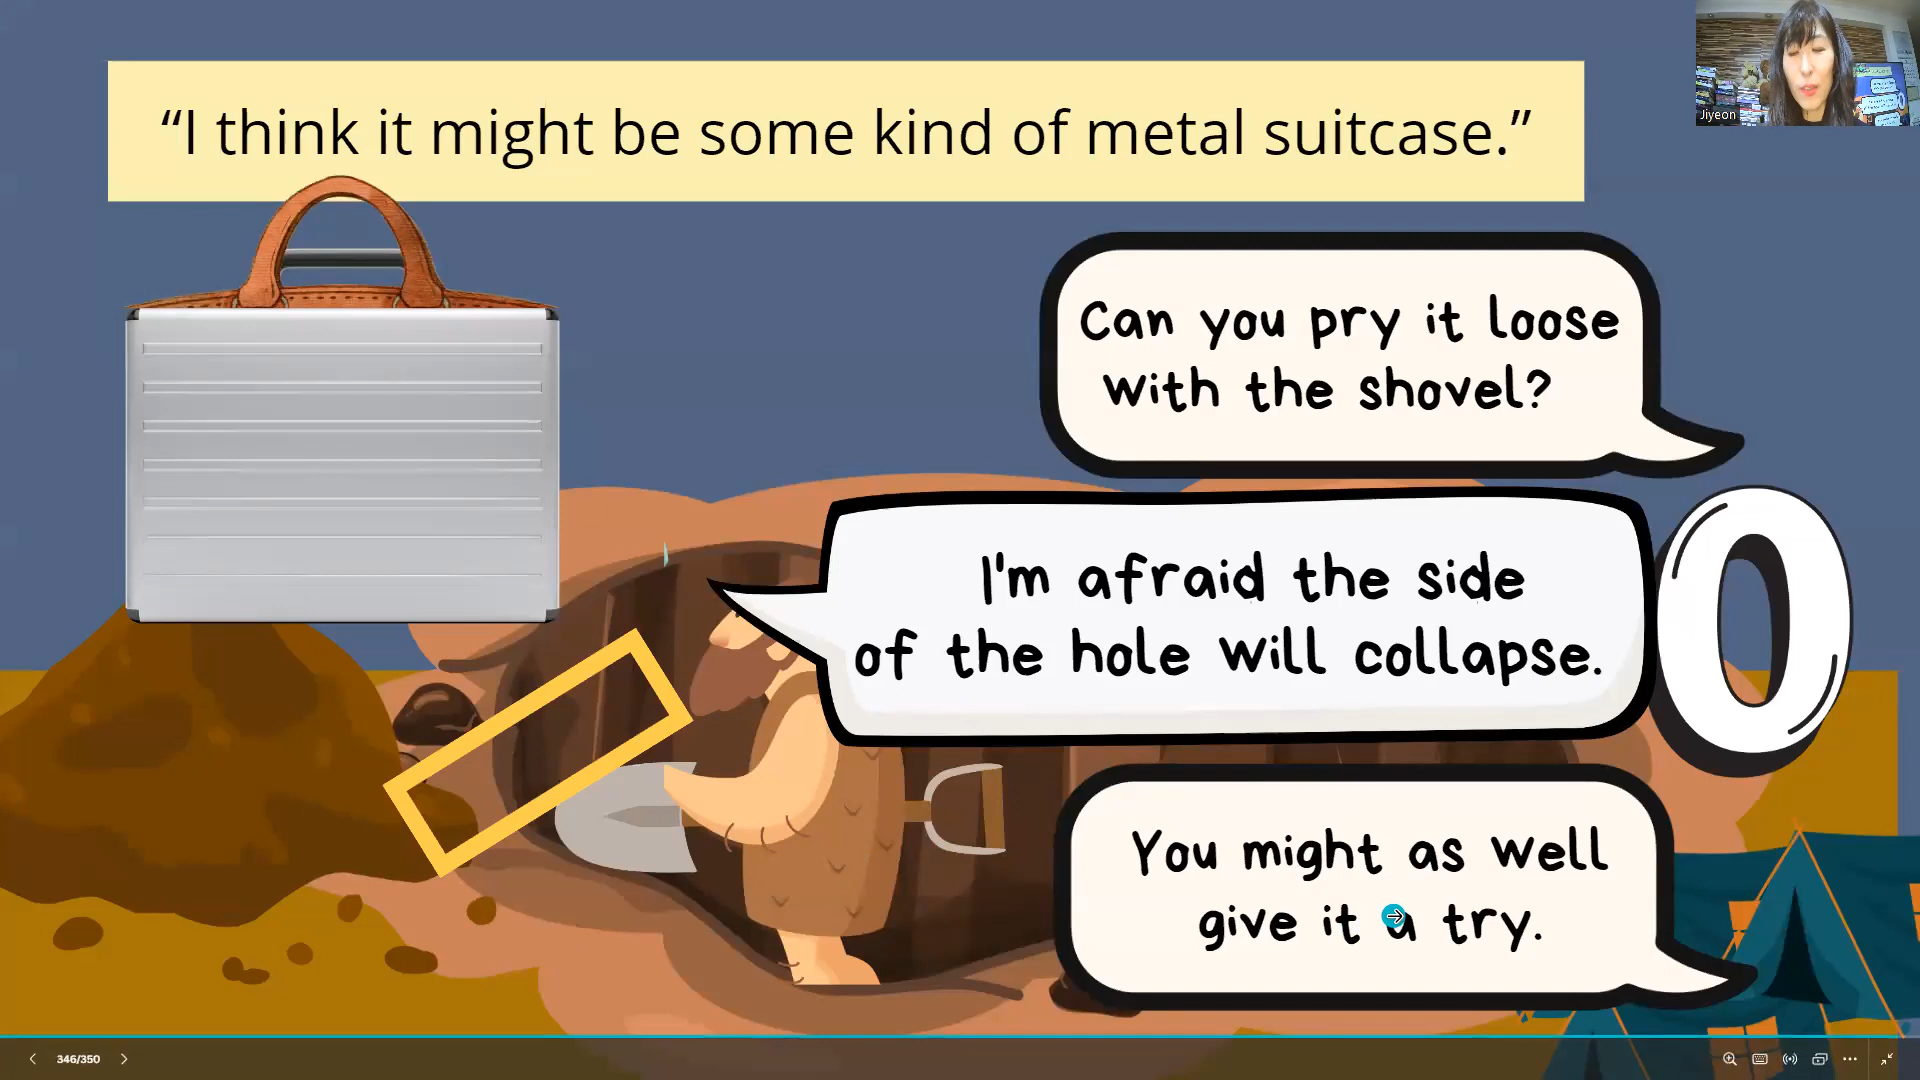 “I think it might be some kind of metal suitcase.”
Jiyeon
Can you pry it loose
with the shovel?
I'm afraid the side
of the hole will collapse.
0
You might as well
give it a try.
346/350